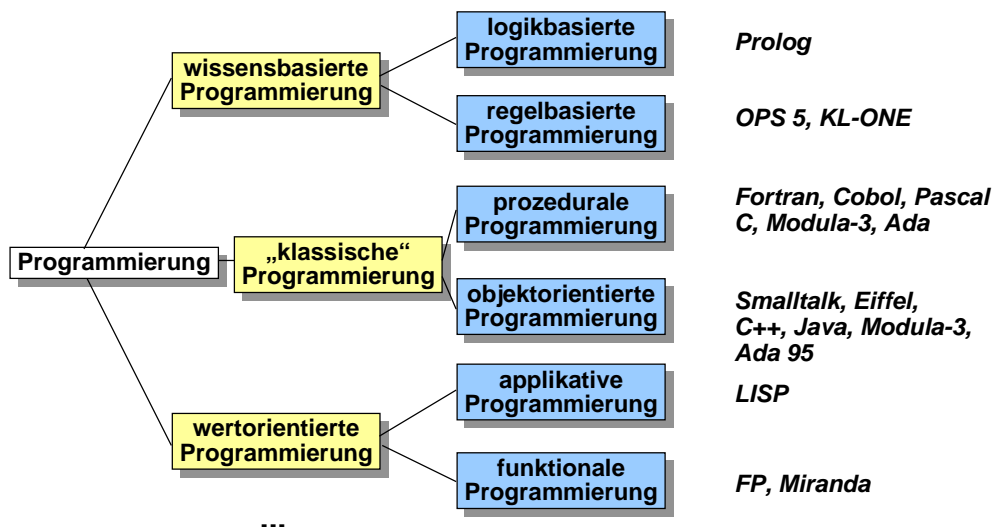 logikbasierte
Programmierung
Prolog
wissensbasierte
Programmierung
regelbasierte
Programmierung
OPS 5, KL-ONE
prozedurale
Programmierung
Fortran, Cobol, Pascal
C, Modula-3, Ada
Programmierung
„klassische“
Programmierung
objektorientierte
Programmierung
Smalltalk, Eiffel,
C++, Java, Modula-3,
Ada 95
applikative
Programmierung
LISP
wertorientierte
Programmierung
funktionale
Programmierung
FP, Miranda
...